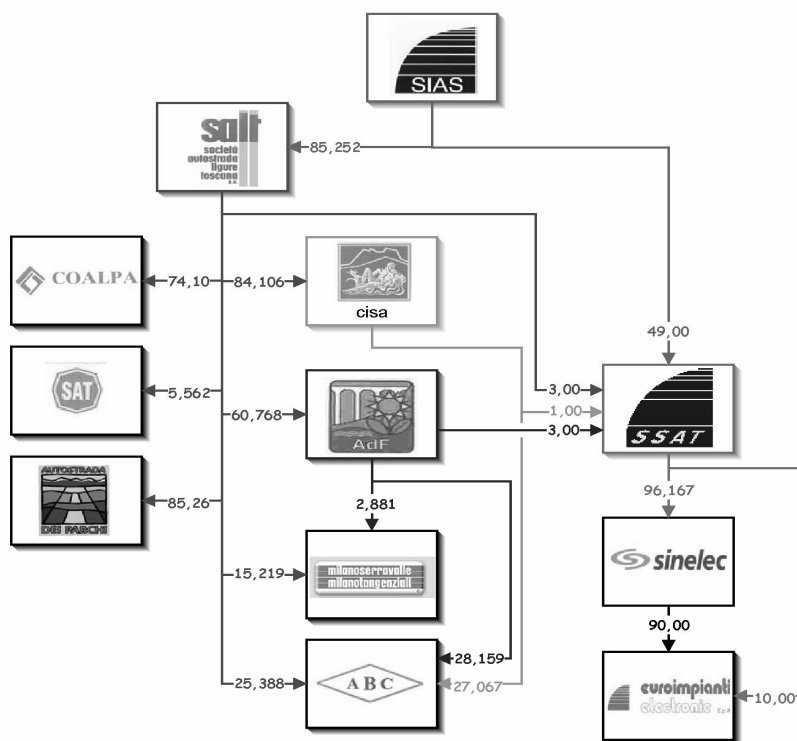 SIAS
salt
società
autostrada
ligure
toscana
p.a.
85,252
COALPA
74,10
84,106
cisa
49,00
SAT
5,562
60,768
AdF
3,00
1,00
3,00
SSAT
AUTOSTRADA
DEI PARCHI
85,26
2,881
96,167
15,219
milanoserravalle
milanotangenziali
sinelec
90,00
25,388
ABC
28,159
27,067
euroimpianti
electronic S.p.A
10,00